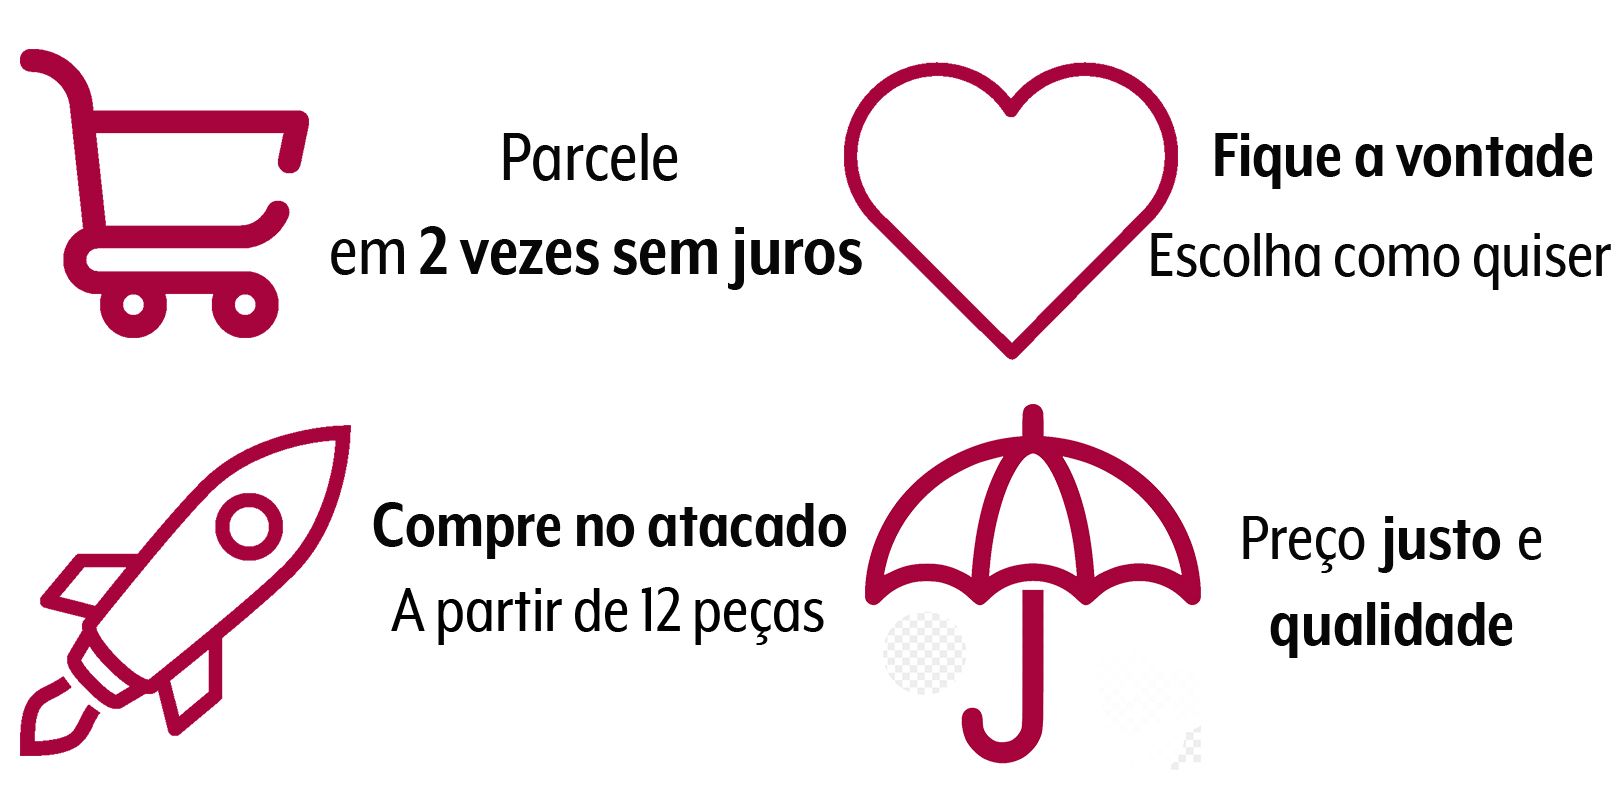 Parcele
em 2 vezes sem juros
Fique a vontade
Escolha como quiser
Compre no atacado
A partir de 12 peças
Preço justo e
qualidade